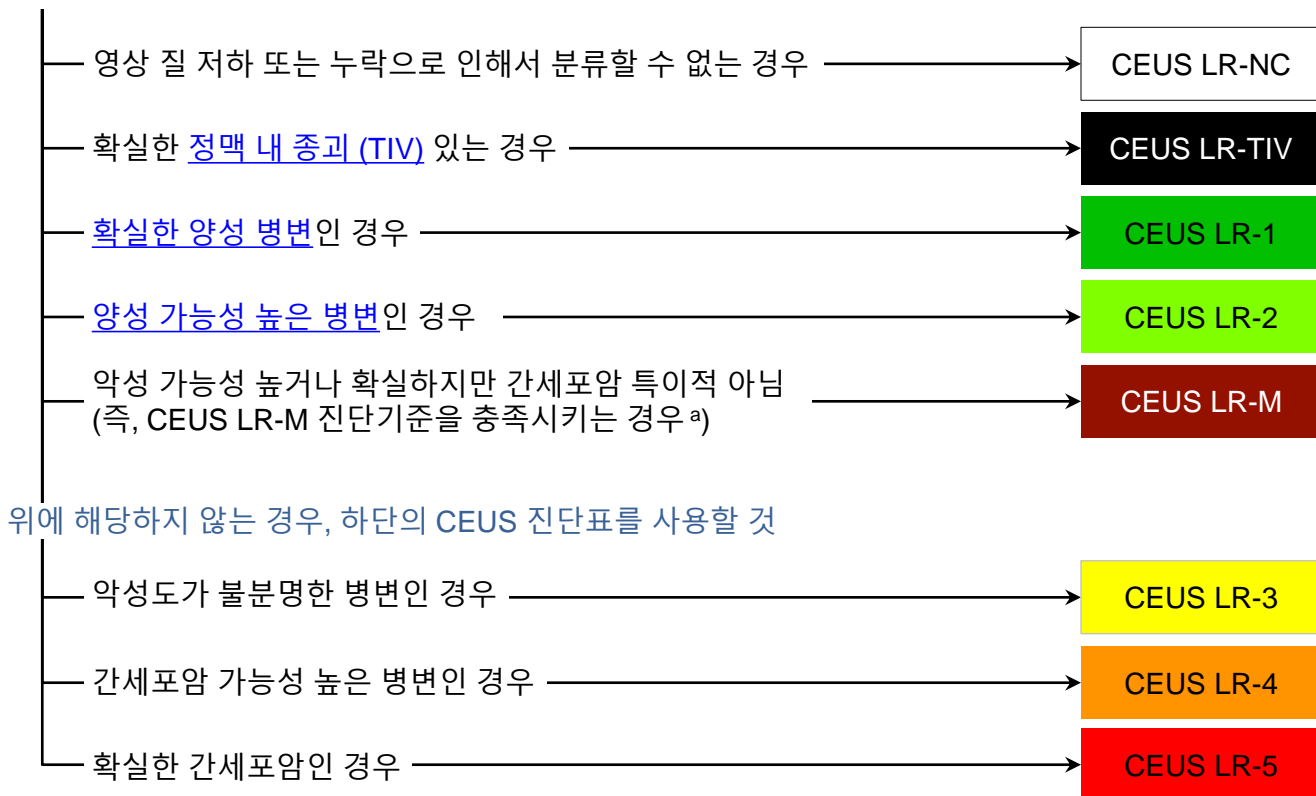 영상 질 저하 또는 누락으로 인해서 분류할 수 없는 경우 CEUS LR-NC
확실한 정맥 내 종괴 (TIV) 있는 경우 CEUS LR-TIV
확실한 양성 병변인 경우 CEUS LR-1
양성 가능성 높은 병변인 경우 CEUS LR-2
악성 가능성 높거나 확실하지만 간세포암 특이적 아님
(즉, CEUS LR-M 진단기준을 충족시키는 경우 a) CEUS LR-M
위에 해당하지 않는 경우, 하단의 CEUS 진단표를 사용할 것
악성도가 불분명한 병변인 경우 CEUS LR-3
간세포암 가능성 높은 병변인 경우 CEUS LR-4
확실한 간세포암인 경우 CEUS LR-5